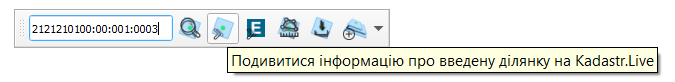 2121210100:00:001:0003
Подивитися інформацію про введену ділянку на Kadastr.Live